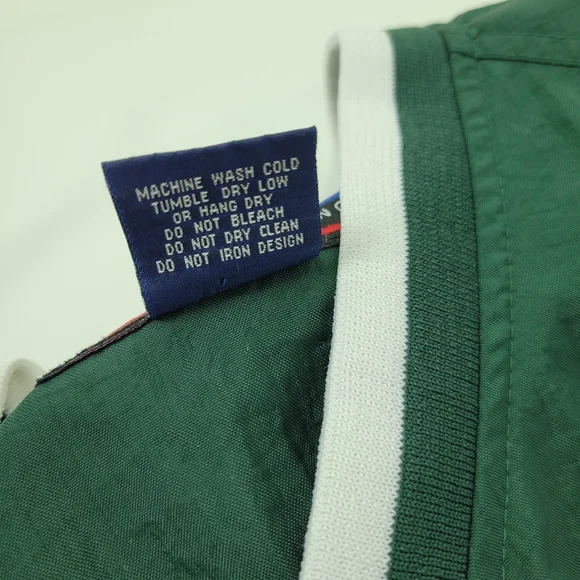 MACHINE WASH COLD
TUMBLE DRY LOW
OR HANG DRY
DO NOT BLEACH
DO NOT DRY CLEAN
DO NOT IRON DESIGN